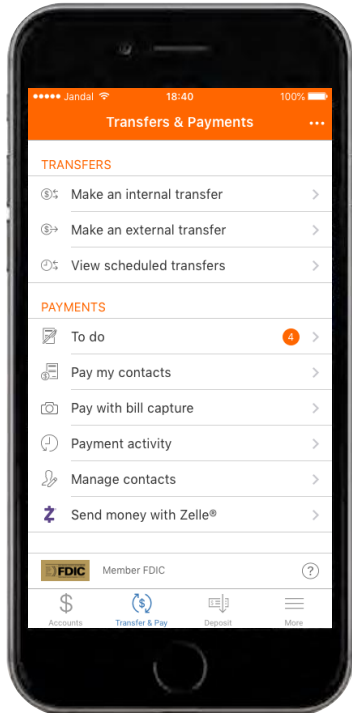 Jandal 18:40 100%
Transfers & Payments
TRANSFERS
Make an internal transfer
Make an external transfer
View scheduled transfers
PAYMENTS
To do 4
Pay my contacts
Pay with bill capture
Payment activity
Manage contacts
Send money with Zelle®
FDIC Member FDIC ?
Accounts Transfer & Pay Deposit More